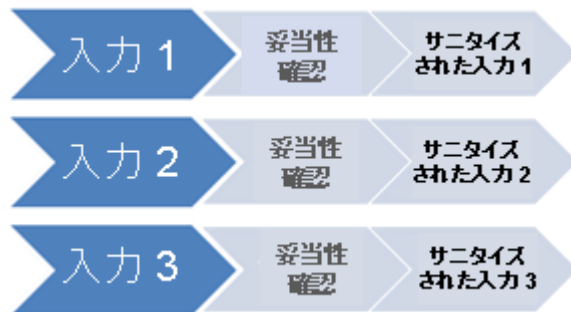 入力 1
妥当性
確認
サニタイズ
された入力 1
入力 2
妥当性
確認
サニタイズ
された入力 2
入力 3
妥当性
確認
サニタイズ
された入力 3